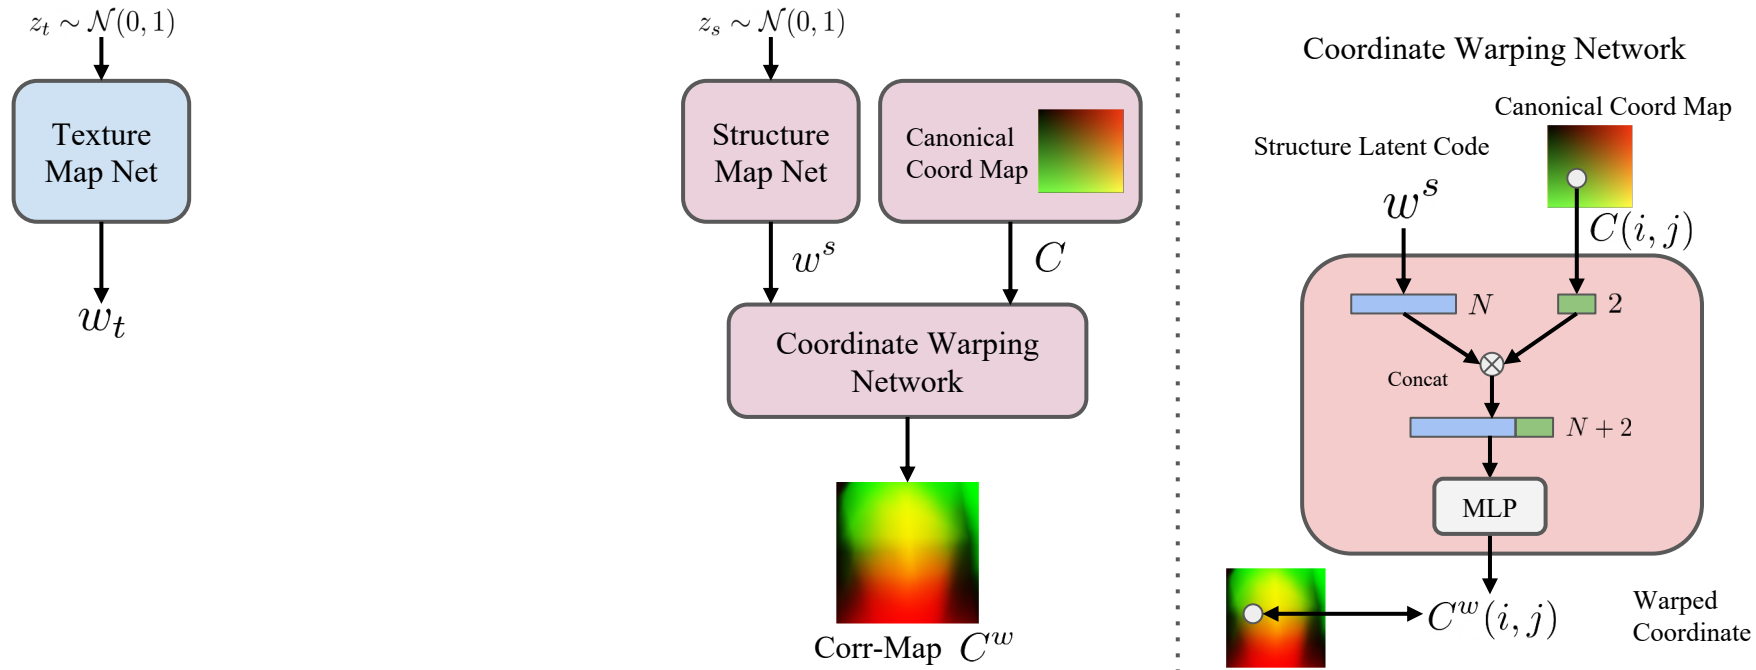 z_t ∼ 𝒩(0, 1)
Texture
Map Net
w_t
z_s ∼ 𝒩(0, 1)
Structure
Map Net
Canonical
Coord Map
w^s
C
Coordinate Warping
Network
Corr-Map C^w
Coordinate Warping Network
Canonical Coord Map
Structure Latent Code
w^s
C(i, j)
N
2
Concat
N + 2
MLP
C^w(i, j)
Warped
Coordinate